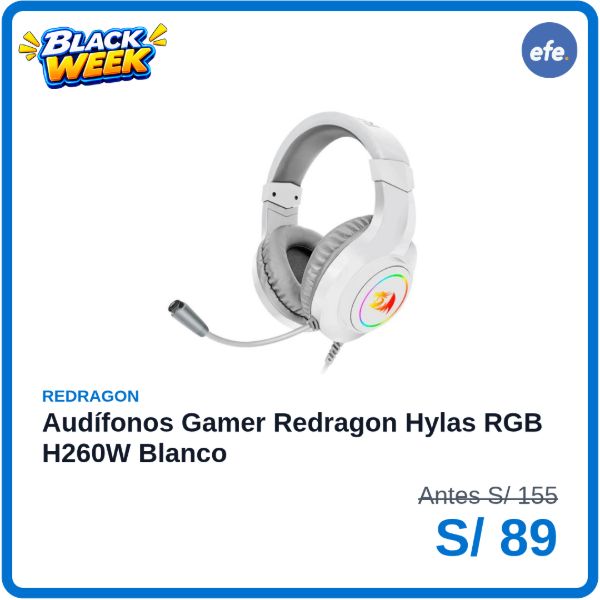 BLACK
WEEK
efe.
REDRAGON
Audífonos Gamer Redragon Hylas RGB
H260W Blanco
Antes S/ 155
S/ 89